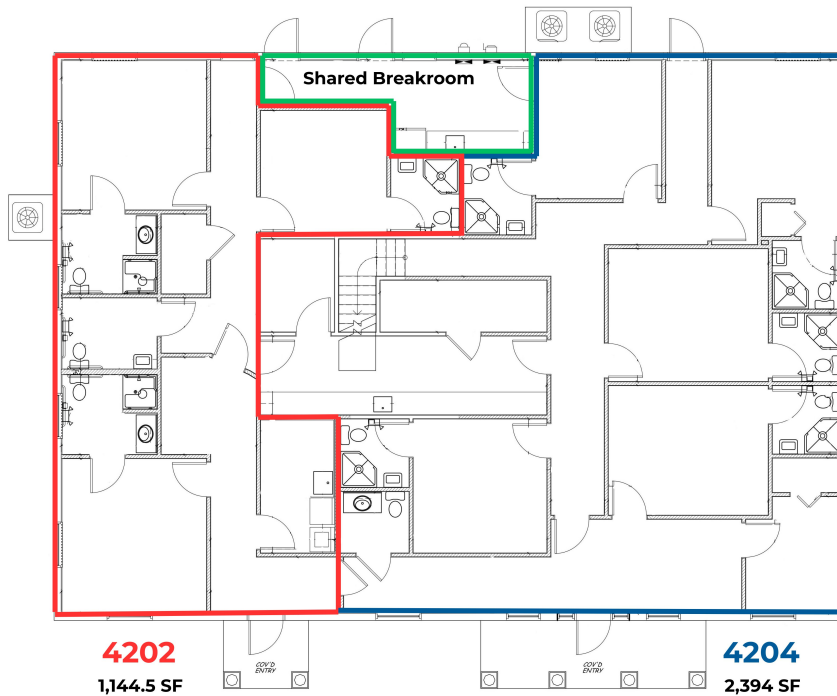 Shared Breakroom
4202
1,144.5 SF
COV'D
ENTRY
COV'D
ENTRY
4204
2,394 SF